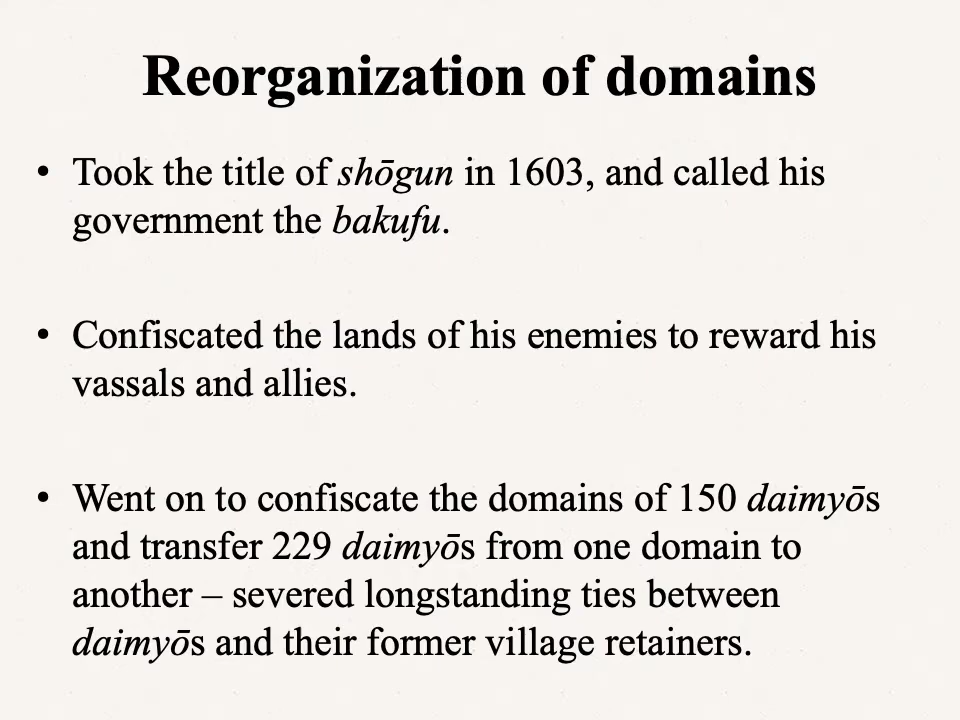 Reorganization of domains
• Took the title of shōgun in 1603, and called his
government the bakufu.
• Confiscated the lands of his enemies to reward his
vassals and allies.
• Went on to confiscate the domains of 150 daimyōs
and transfer 229 daimyōs from one domain to
another – severed longstanding ties between
daimyōs and their former village retainers.